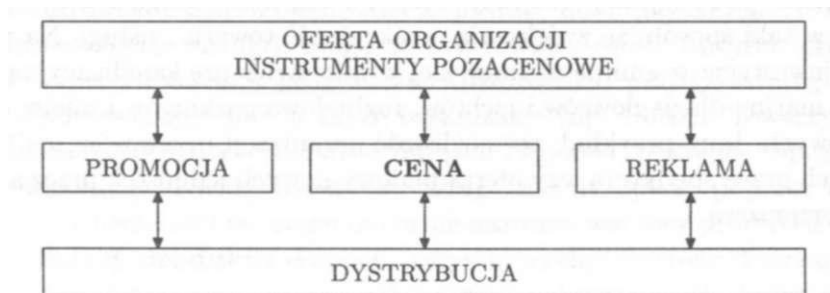 OFERTA ORGANIZACJI
INSTRUMENTY POZACENOWE
PROMOCJA
CENA
REKLAMA
DYSTRYBUCJA